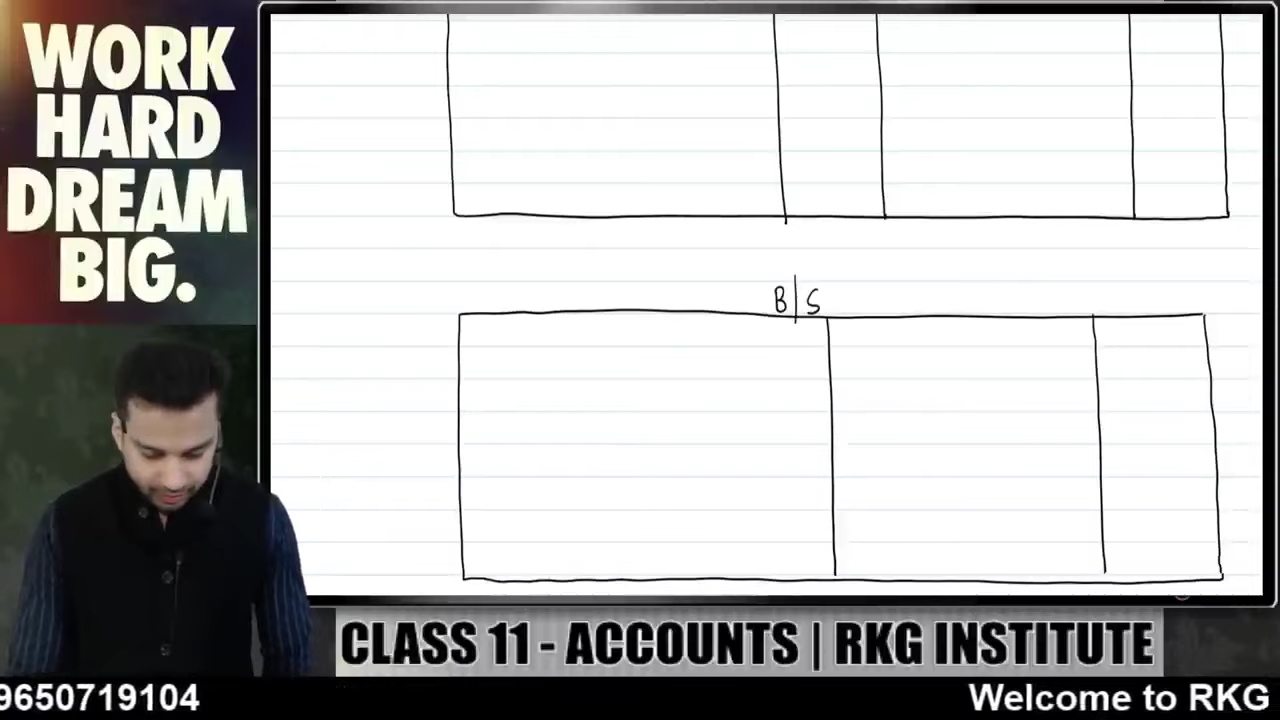 WORK
HARD
DREAM
BIG.
B|S
CLASS 11 - ACCOUNTS | RKG INSTITUTE
9650719104
Welcome to RKG